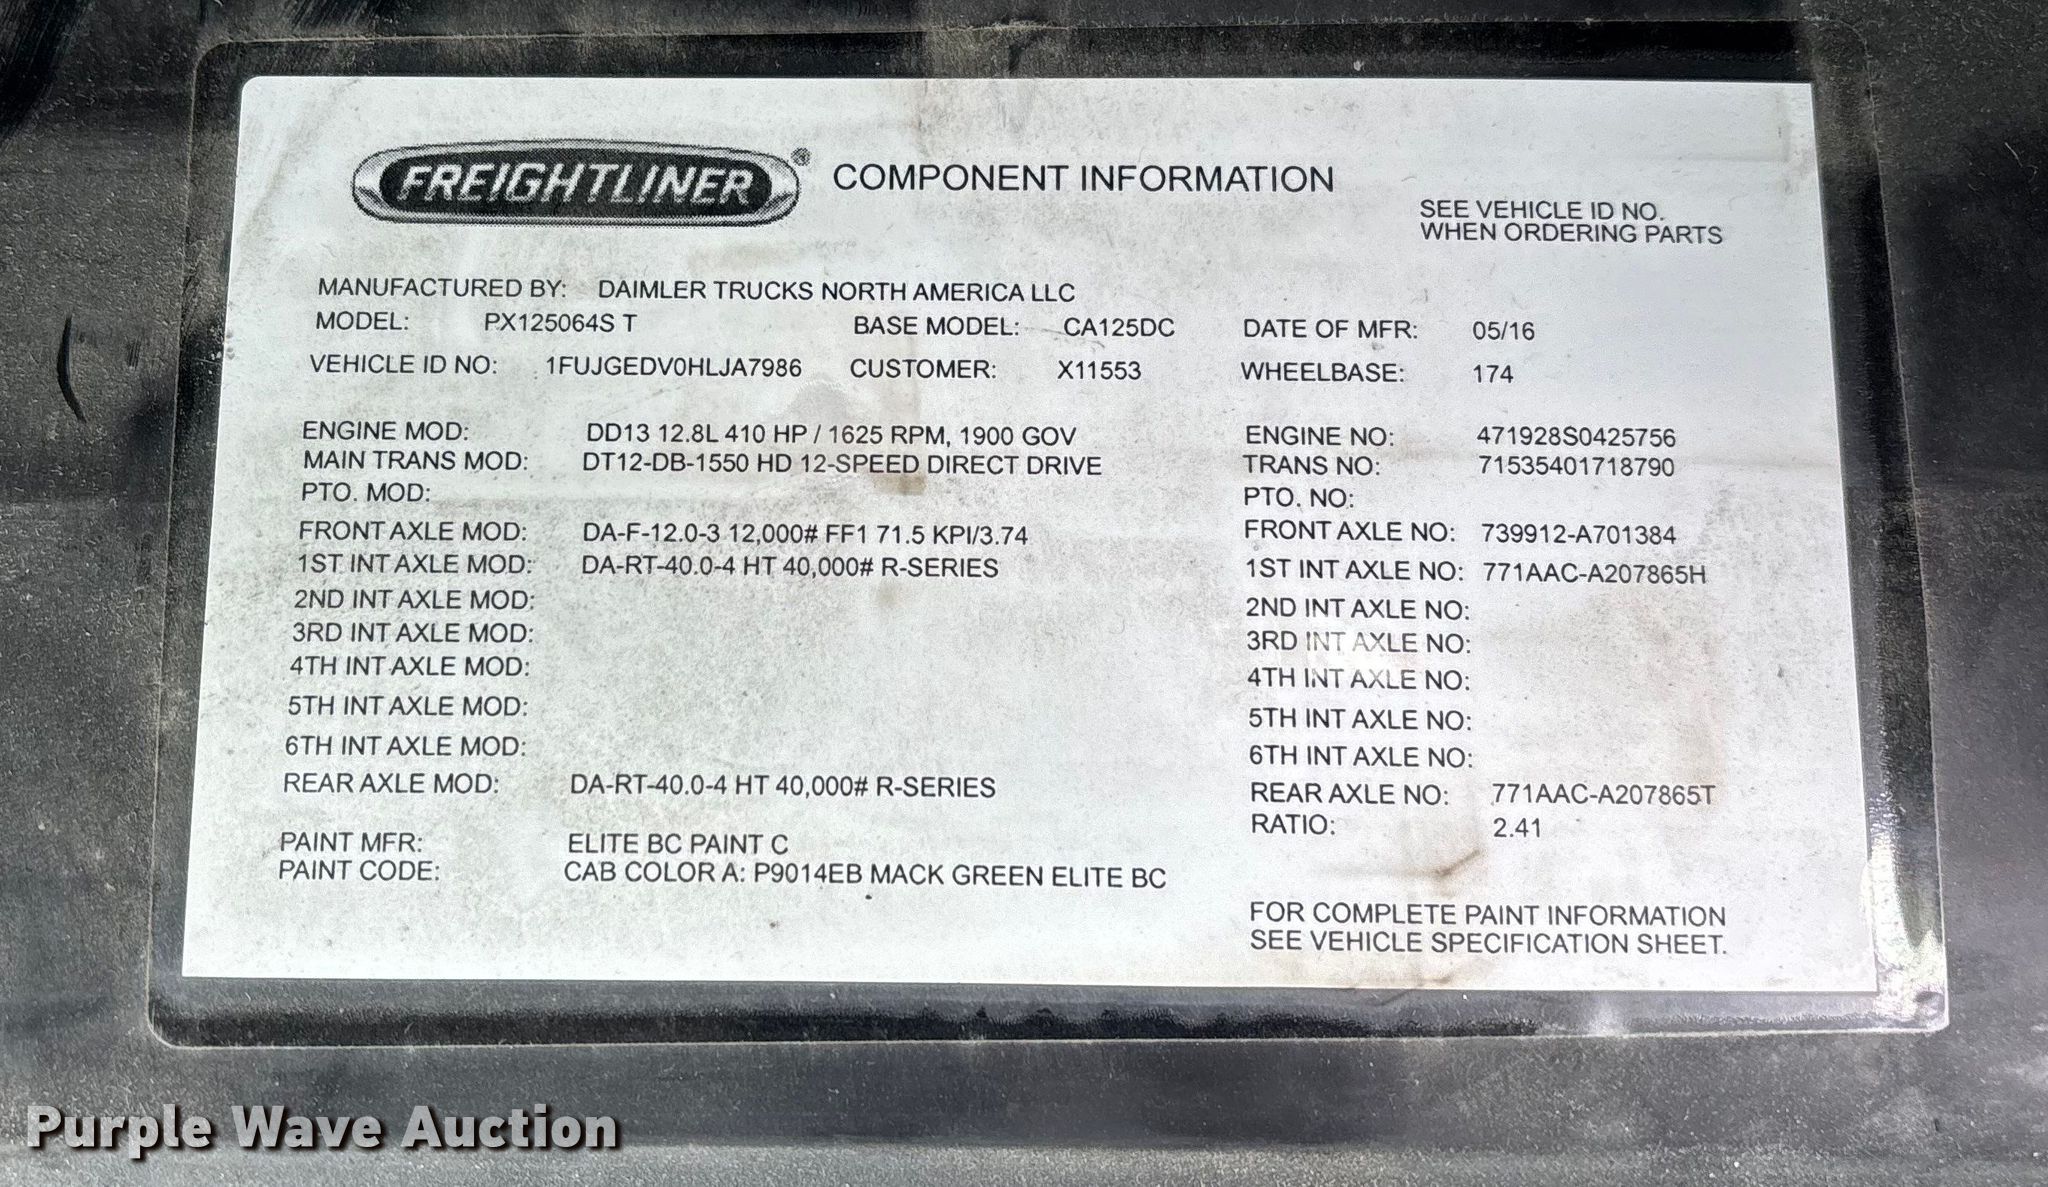 FREIGHTLINER® COMPONENT INFORMATION
SEE VEHICLE ID NO.
WHEN ORDERING PARTS
MANUFACTURED BY: DAIMLER TRUCKS NORTH AMERICA LLC
MODEL: PX125064S T BASE MODEL: CA125DC DATE OF MFR: 05/16
VEHICLE ID NO: 1FUJGEDV0HLJA7986 CUSTOMER: X11553 WHEELBASE: 174
ENGINE MOD: DD13 12.8L 410 HP / 1625 RPM, 1900 GOV ENGINE NO: 471928S0425756
MAIN TRANS MOD: DT12-DB-1550 HD 12-SPEED DIRECT DRIVE TRANS NO: 71535401718790
PTO. MOD: PTO. NO:
FRONT AXLE MOD: DA-F-12.0-3 12,000# FF1 71.5 KPI/3.74 FRONT AXLE NO: 739912-A701384
1ST INT AXLE MOD: DA-RT-40.0-4 HT 40,000# R-SERIES 1ST INT AXLE NO: 771AAC-A207865H
2ND INT AXLE MOD: 2ND INT AXLE NO:
3RD INT AXLE MOD: 3RD INT AXLE NO:
4TH INT AXLE MOD: 4TH INT AXLE NO:
5TH INT AXLE MOD: 5TH INT AXLE NO:
6TH INT AXLE MOD: 6TH INT AXLE NO:
REAR AXLE MOD: DA-RT-40.0-4 HT 40,000# R-SERIES REAR AXLE NO: 771AAC-A207865T
RATIO: 2.41
PAINT MFR: ELITE BC PAINT C
PAINT CODE: CAB COLOR A: P9014EB MACK GREEN ELITE BC
FOR COMPLETE PAINT INFORMATION
SEE VEHICLE SPECIFICATION SHEET.
Purple Wave Auction